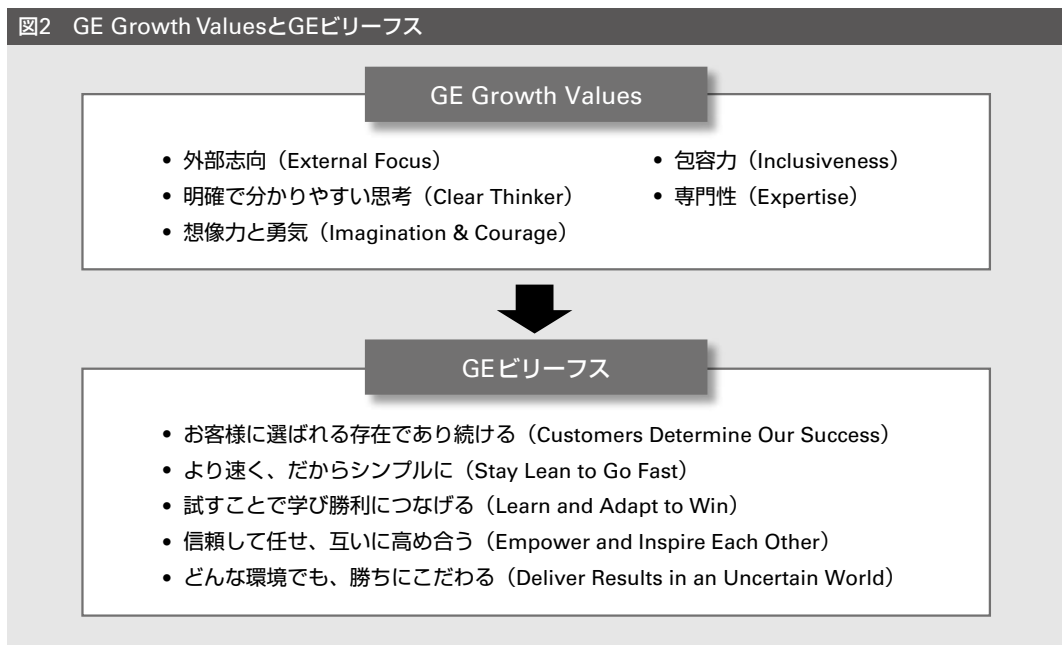 図2 GE Growth ValuesとGEビリーフス
GE Growth Values
• 外部志向（External Focus）
• 明確で分かりやすい思考（Clear Thinker）
• 想像力と勇気（Imagination & Courage）
• 包容力（Inclusiveness）
• 専門性（Expertise）
GEビリーフス
• お客様に選ばれる存在であり続ける（Customers Determine Our Success）
• より速く、だからシンプルに（Stay Lean to Go Fast）
• 試すことで学び勝利につなげる（Learn and Adapt to Win）
• 信頼して任せ、互いに高め合う（Empower and Inspire Each Other）
• どんな環境でも、勝ちにこだわる（Deliver Results in an Uncertain World）